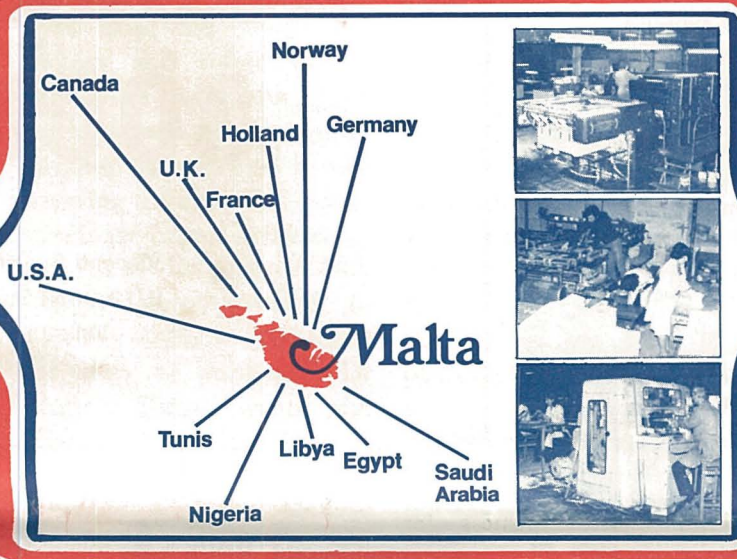 Norway
Canada
Holland
Germany
U.K.
France
U.S.A.
Malta
Tunis
Libya
Egypt
Saudi
Arabia
Nigeria